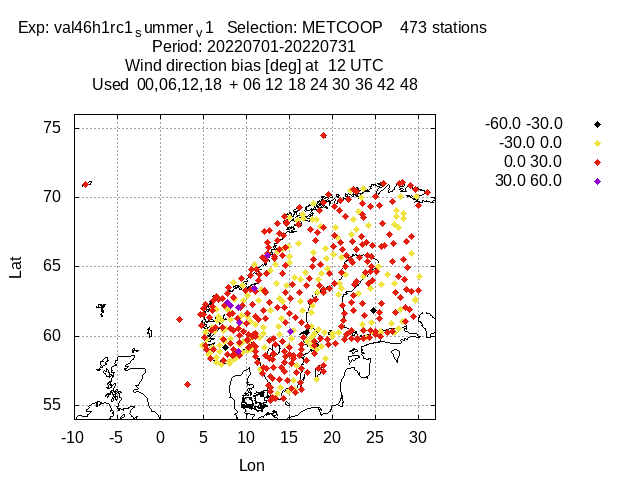 Exp: val46h1rc1summerv1 Selection: METCOOP 473 stations
Period: 20220701-20220731
Wind direction bias [deg] at 12 UTC
Used 00,06,12,18 + 06 12 18 24 30 36 42 48
-60.0 -30.0
-30.0 0.0
0.0 30.0
30.0 60.0
75
70
65
60
55
Lat
-10 -5 0 5 10 15 20 25 30
Lon